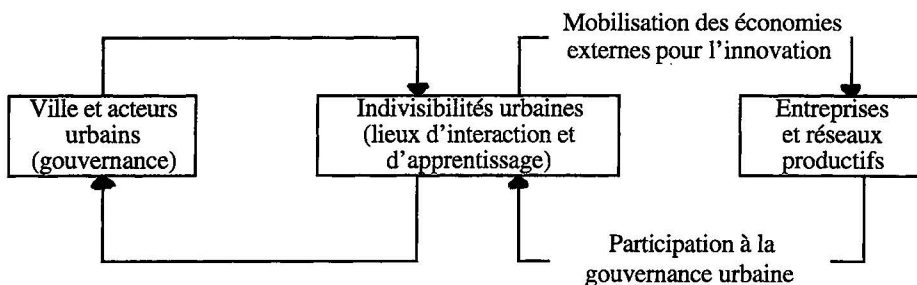 Mobilisation des économies
externes pour l'innovation
Ville et acteurs
urbains
(gouvernance)
Indivisibilités urbaines
(lieux d'interaction et
d'apprentissage)
Entreprises
et réseaux
productifs
Participation à la
gouvernance urbaine